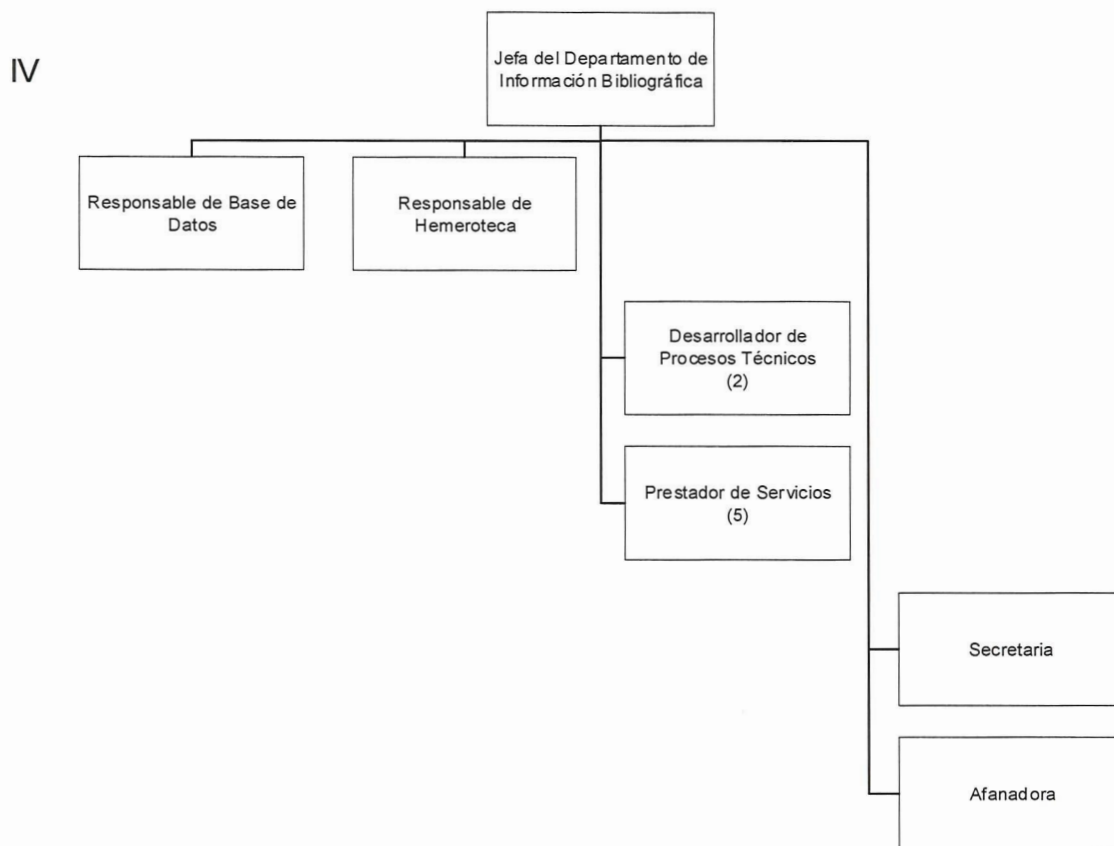 IV
Jefa del Departamento de
Información Bibliográfica
Responsable de Base de
Datos
Responsable de
Hemeroteca
Desarrollador de
Procesos Técnicos
(2)
Prestador de Servicios
(5)
Secretaria
Afanadora